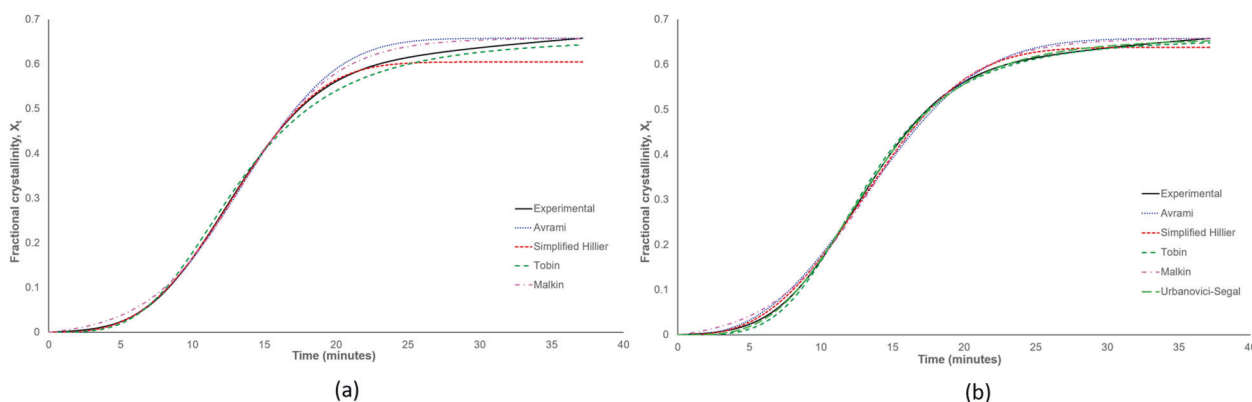 0.7
0.6
0.5
0.4
0.3
0.2
0.1
0
Fractional crystallinity, Xt
0 5 10 15 20 25 30 35 40
Time (minutes)
Experimental
Avrami
Simplified Hillier
Tobin
Malkin
(a)
0.7
0.6
0.5
0.4
0.3
0.2
0.1
0
Fractional crystallinity, Xt
0 5 10 15 20 25 30 35 40
Time (minutes)
Experimental
Avrami
Simplified Hillier
Tobin
Malkin
Urbanovici-Segal
(b)